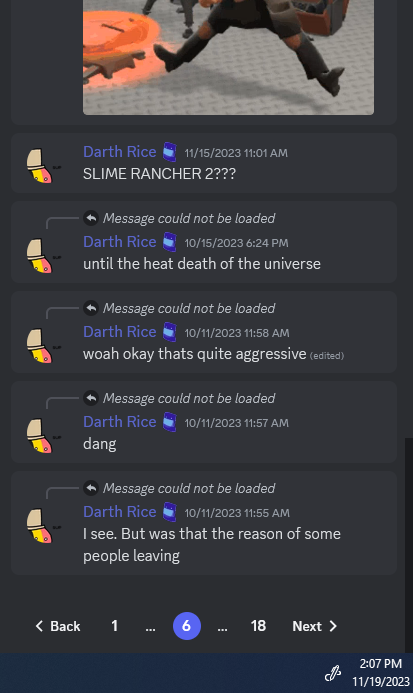 Darth Rice 11/15/2023 11:01 AM
SLIME RANCHER 2???
Message could not be loaded
Darth Rice 10/15/2023 6:24 PM
until the heat death of the universe
Message could not be loaded
Darth Rice 10/11/2023 11:58 AM
woah okay thats quite aggressive (edited)
Message could not be loaded
Darth Rice 10/11/2023 11:57 AM
dang
Message could not be loaded
Darth Rice 10/11/2023 11:55 AM
I see. But was that the reason of some
people leaving
Back 1 ... 6 ... 18 Next
2:07 PM
11/19/2023